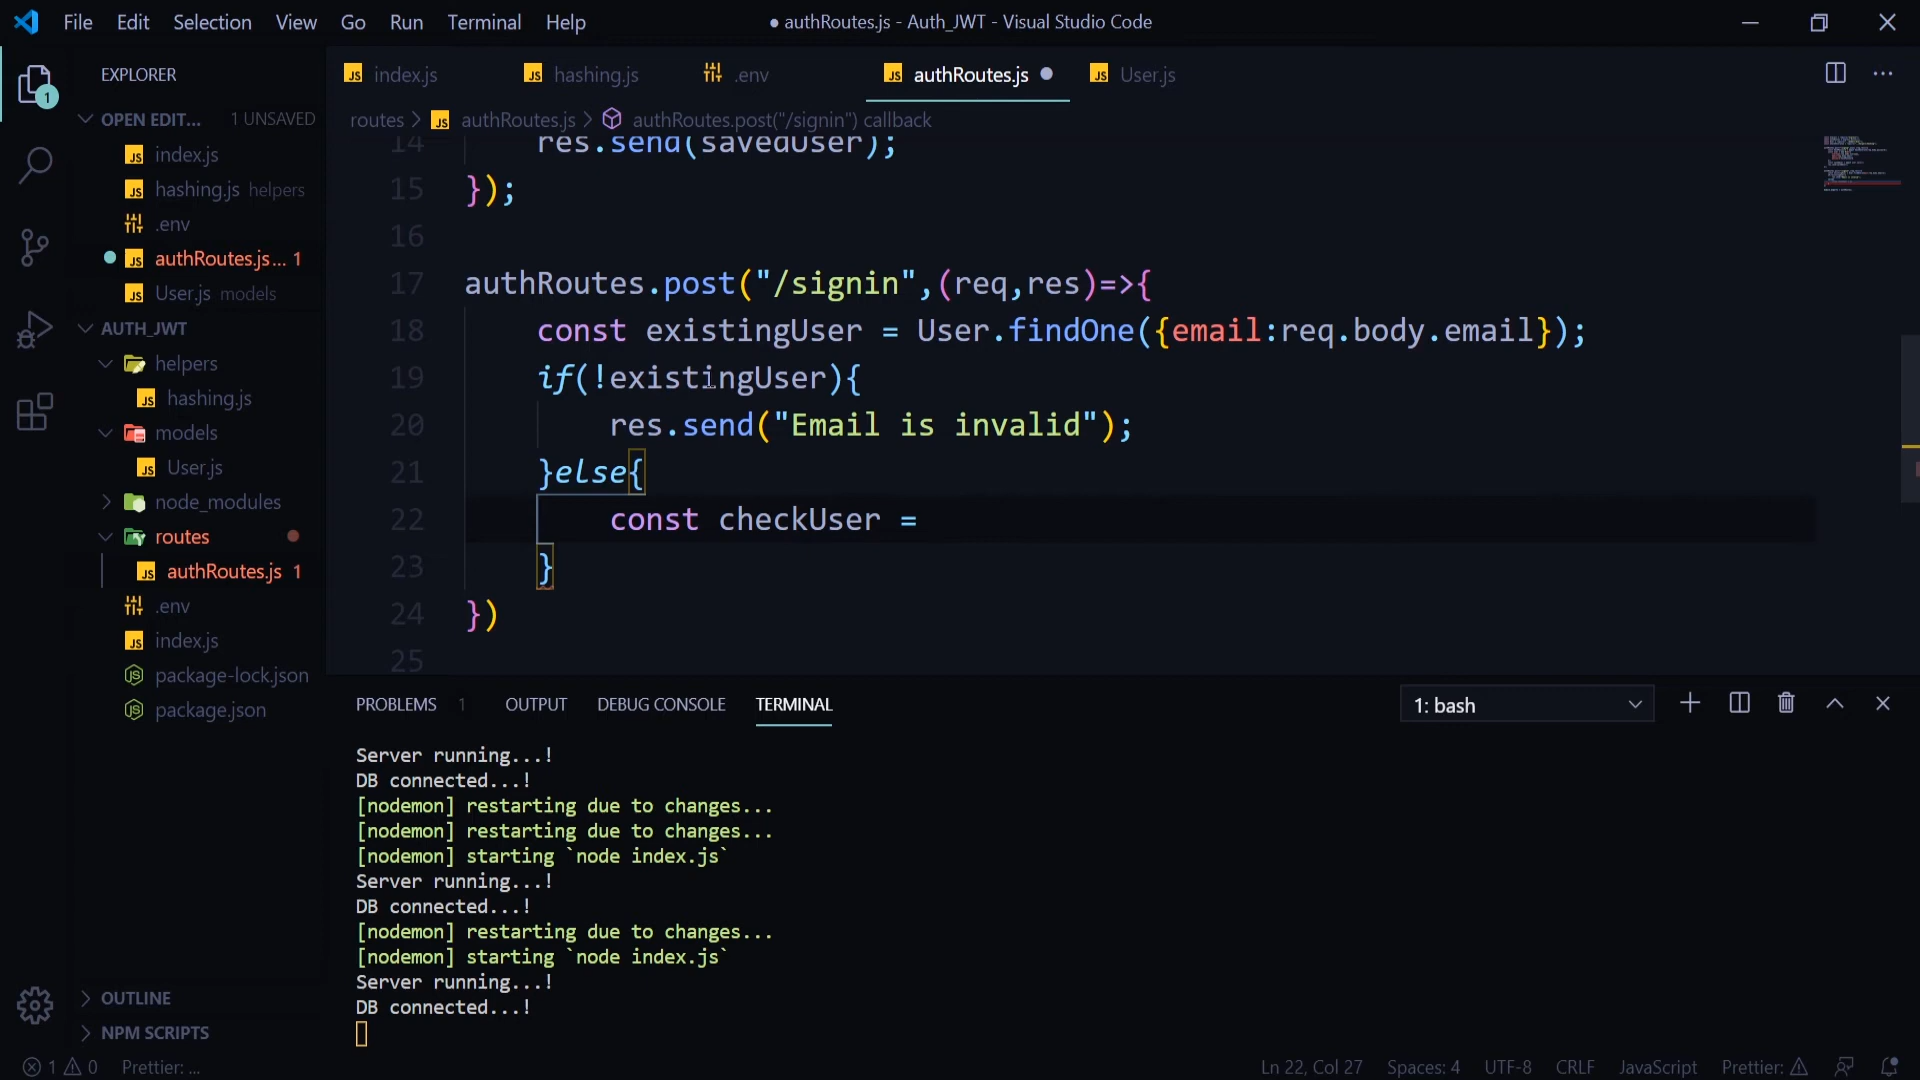 File Edit Selection View Go Run Terminal Help
● authRoutes.js - Auth_JWT - Visual Studio Code
EXPLORER
OPEN EDIT... 1 UNSAVED
index.js
hashing.js helpers
.env
authRoutes.js... 1
User.js models
AUTH_JWT
helpers
hashing.js
models
User.js
node_modules
routes
authRoutes.js 1
.env
index.js
package-lock.json
package.json
OUTLINE
NPM SCRIPTS
1
index.js hashing.js .env authRoutes.js User.js
routes > authRoutes.js > authRoutes.post("/signin") callback
14 res.send(savedUser);
15 });
16
17 authRoutes.post("/signin",(req,res)=>{
18 const existingUser = User.findOne({email:req.body.email});
19 if(!existingUser){
20 res.send("Email is invalid");
21 }else{
22 const checkUser =
23 }
24 })
25
PROBLEMS 1 OUTPUT DEBUG CONSOLE TERMINAL
1: bash
Server running...!
DB connected...!
[nodemon] restarting due to changes...
[nodemon] restarting due to changes...
[nodemon] starting `node index.js`
Server running...!
DB connected...!
[nodemon] restarting due to changes...
[nodemon] starting `node index.js`
Server running...!
DB connected...!
1 0 Prettier: ...
Ln 22, Col 27 Spaces: 4 UTF-8 CRLF JavaScript Prettier: